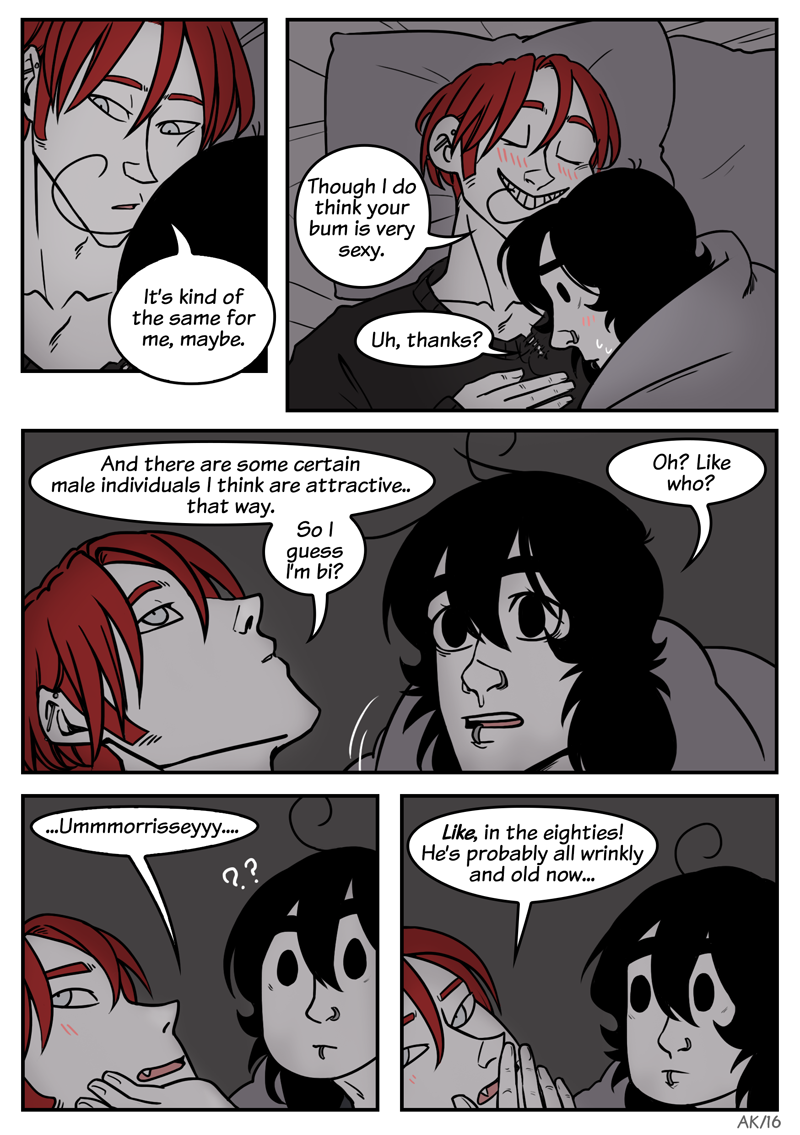 It's kind of
the same for
me, maybe.
Though I do
think your
bum is very
sexy.
Uh, thanks?
And there are some certain
male individuals I think are attractive..
that way.
So I
guess
I'm bi?
Oh? Like
who?
...Ummmorrisseyyy....
?.?
Like, in the eighties!
He's probably all wrinkly
and old now...
AK/16